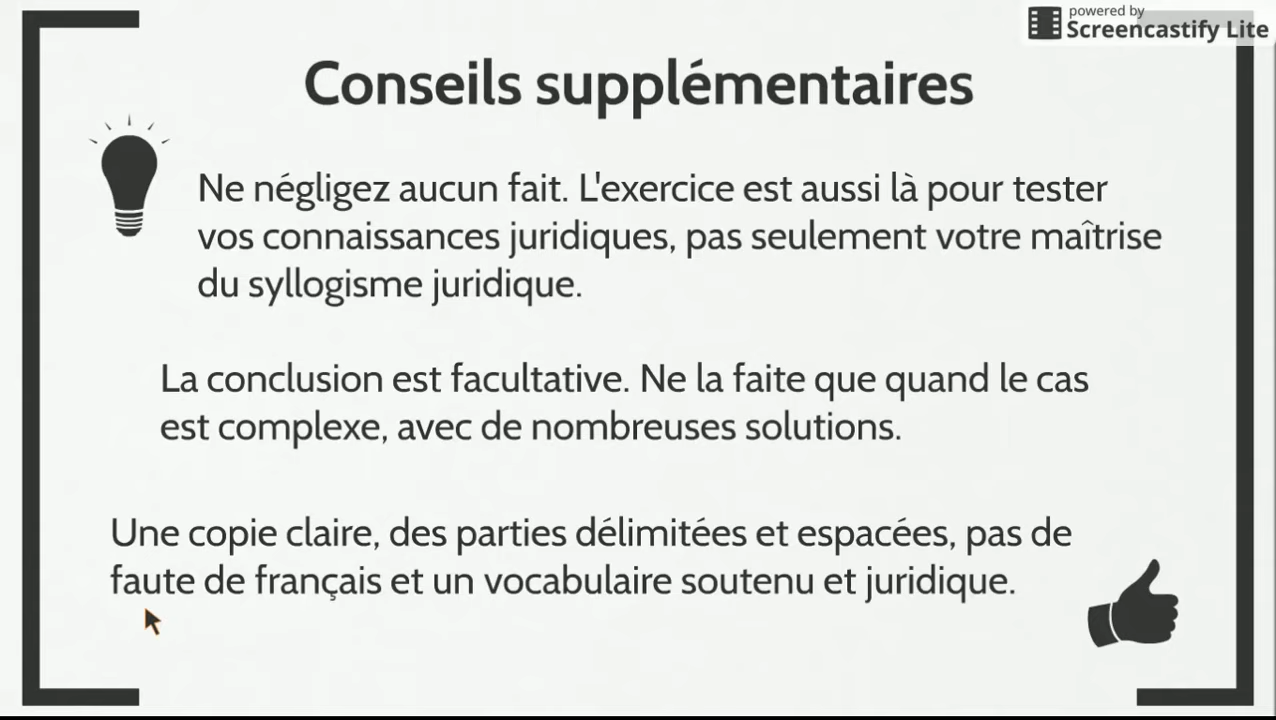 powered by
Screencastify Lite
Conseils supplémentaires
Ne négligez aucun fait. L'exercice est aussi là pour tester
vos connaissances juridiques, pas seulement votre maîtrise
du syllogisme juridique.
La conclusion est facultative. Ne la faite que quand le cas
est complexe, avec de nombreuses solutions.
Une copie claire, des parties délimitées et espacées, pas de
faute de français et un vocabulaire soutenu et juridique.